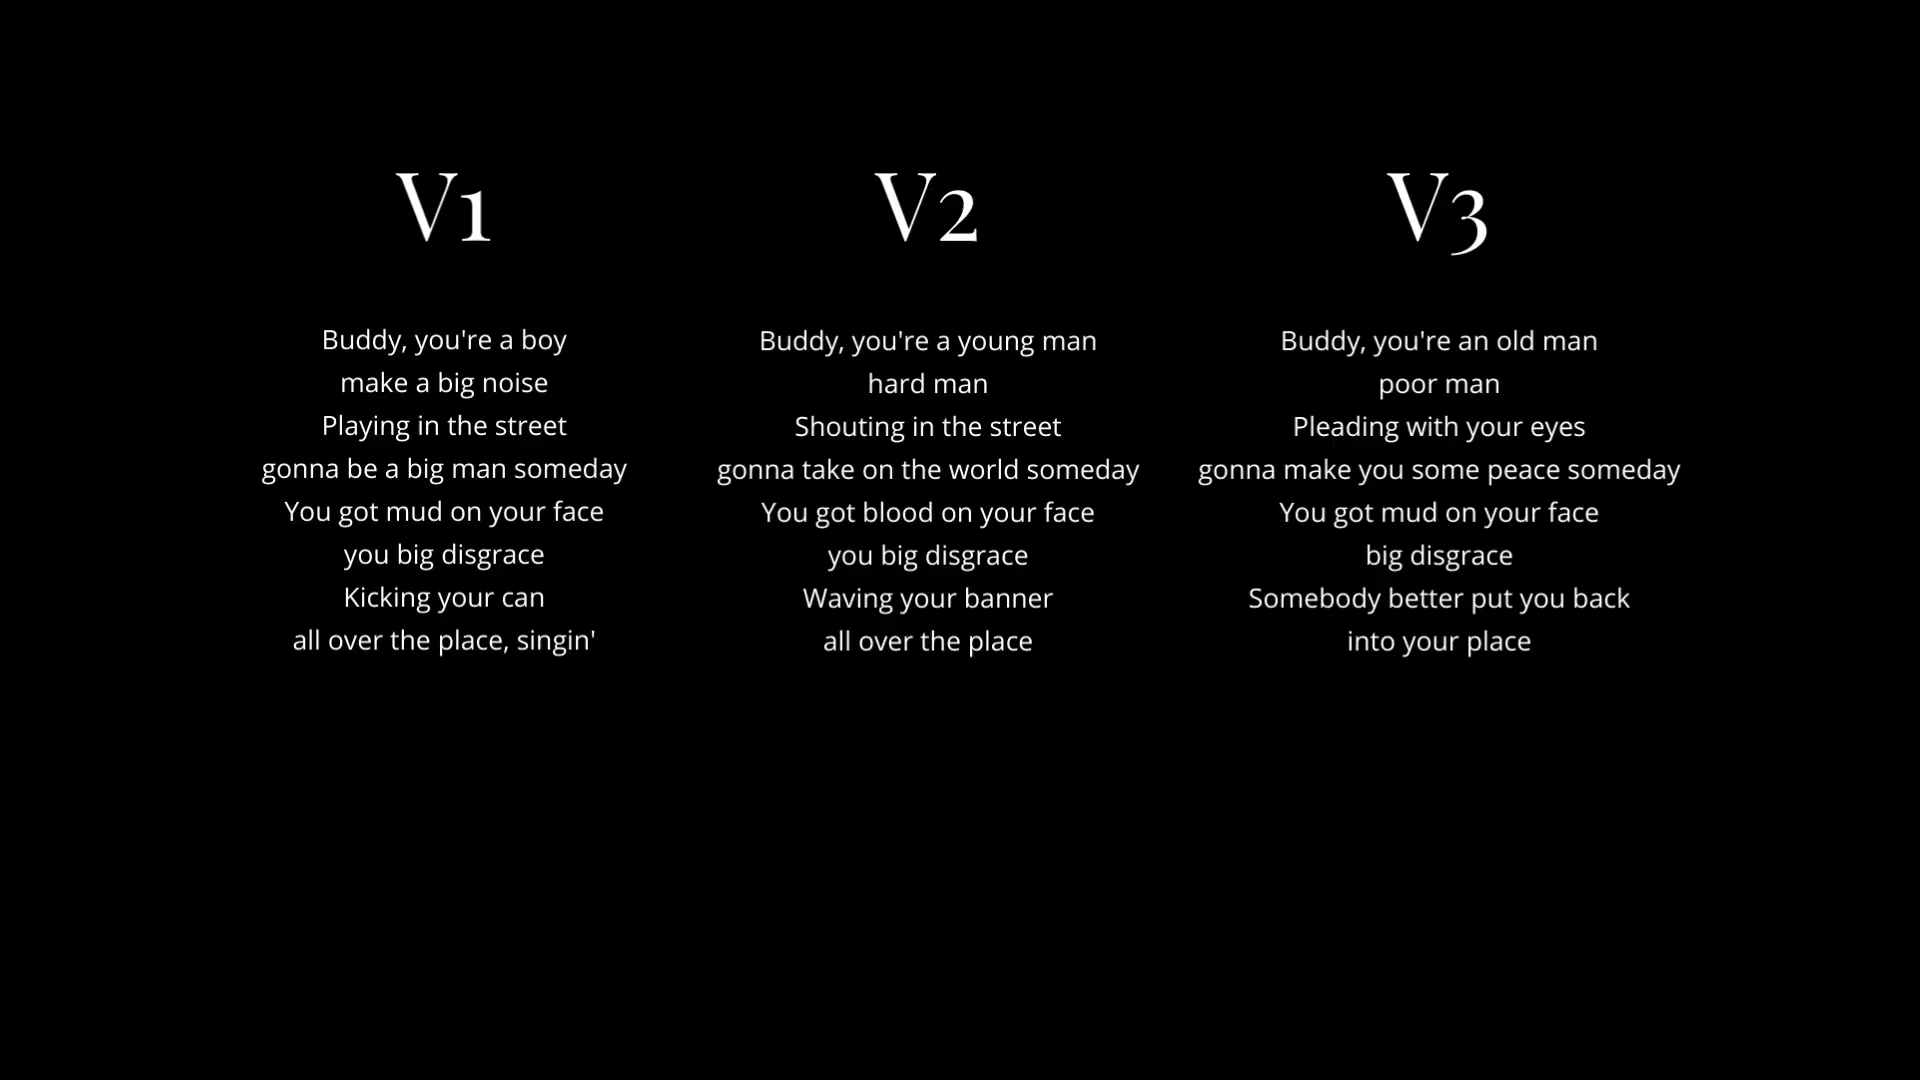 V1
Buddy, you're a boy
make a big noise
Playing in the street
gonna be a big man someday
You got mud on your face
you big disgrace
Kicking your can
all over the place, singin'
V2
Buddy, you're a young man
hard man
Shouting in the street
gonna take on the world someday
You got blood on your face
you big disgrace
Waving your banner
all over the place
V3
Buddy, you're an old man
poor man
Pleading with your eyes
gonna make you some peace someday
You got mud on your face
big disgrace
Somebody better put you back
into your place